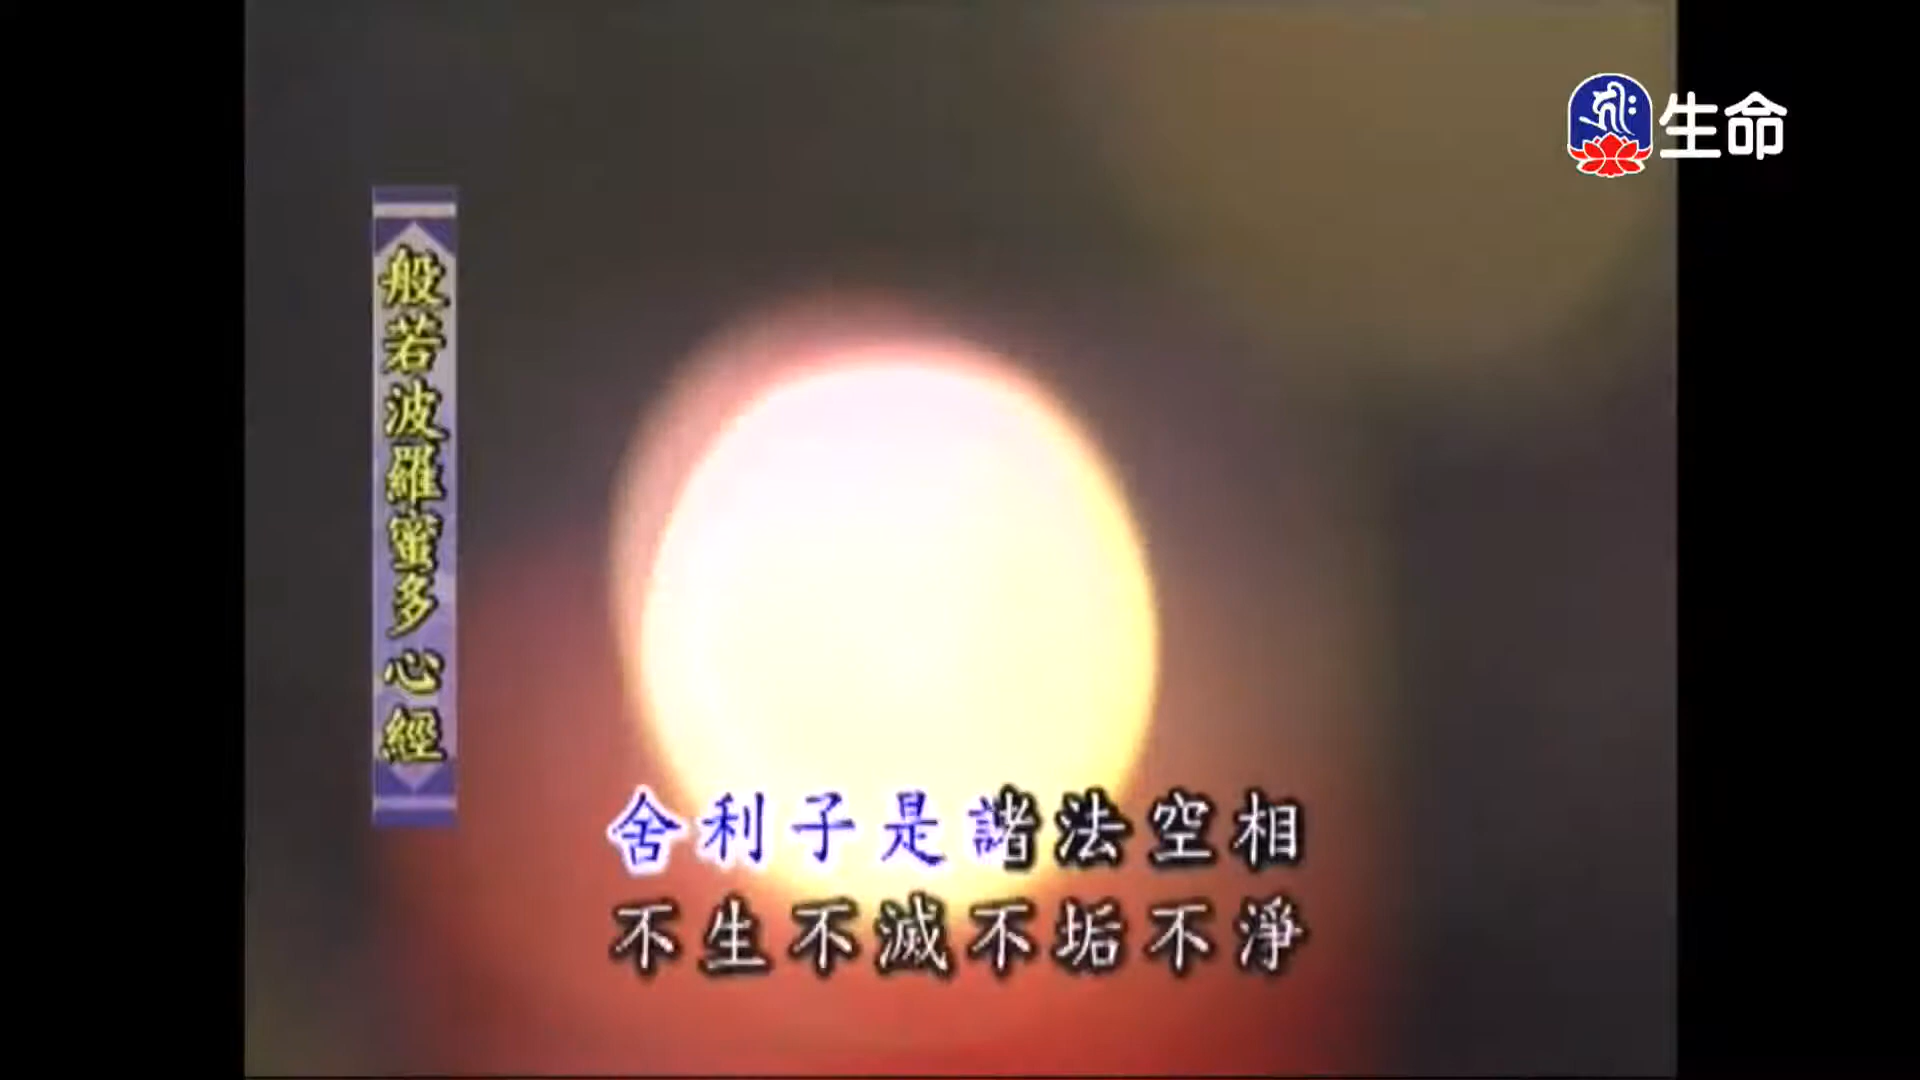 生命
般若波羅蜜多心經
舍利子是諸法空相
不生不滅不垢不淨